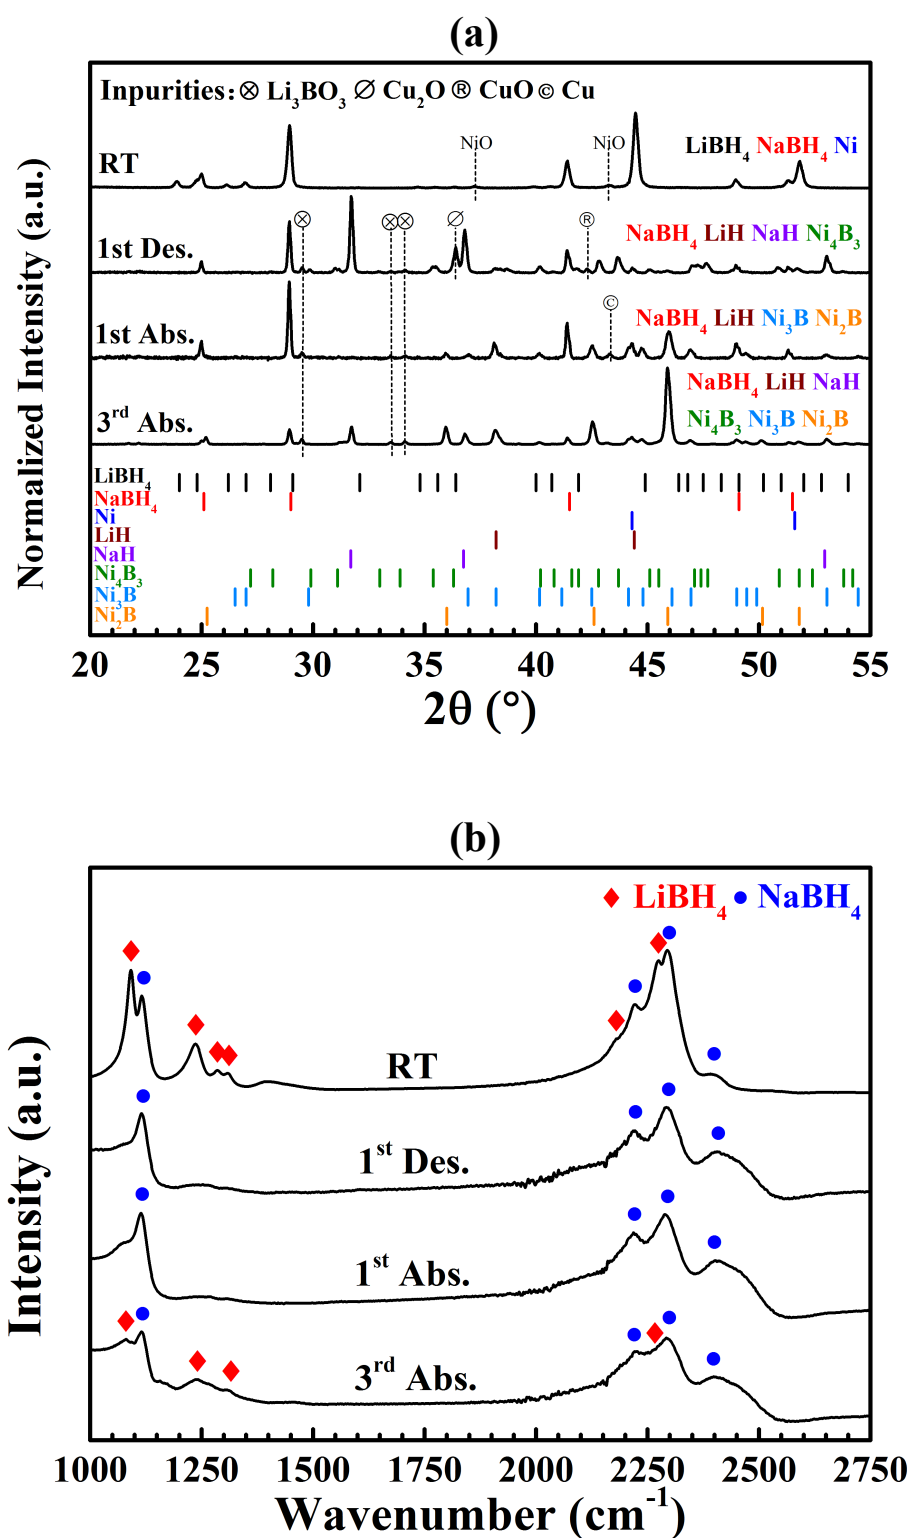 (a)
Inpurities: ⊗ Li₃BO₃ ∅ Cu₂O ® CuO © Cu
RT
NiO
NiO
LiBH₄ NaBH₄ Ni
1st Des.
⊗
⊗
⊗
∅
®
NaBH₄ LiH NaH Ni₄B₃
1st Abs.
©
NaBH₄ LiH Ni₃B Ni₂B
3rd Abs.
NaBH₄ LiH NaH
Ni₄B₃ Ni₃B Ni₂B
LiBH₄
NaBH₄
Ni
LiH
NaH
Ni₄B₃
Ni₃B
Ni₂B
20 25 30 35 40 45 50 55
2θ (°)
Normalized Intensity (a.u.)
(b)
LiBH₄ NaBH₄
RT
1st Des.
1st Abs.
3rd Abs.
1000 1250 1500 1750 2000 2250 2500 2750
Wavenumber (cm⁻¹)
Intensity (a.u.)